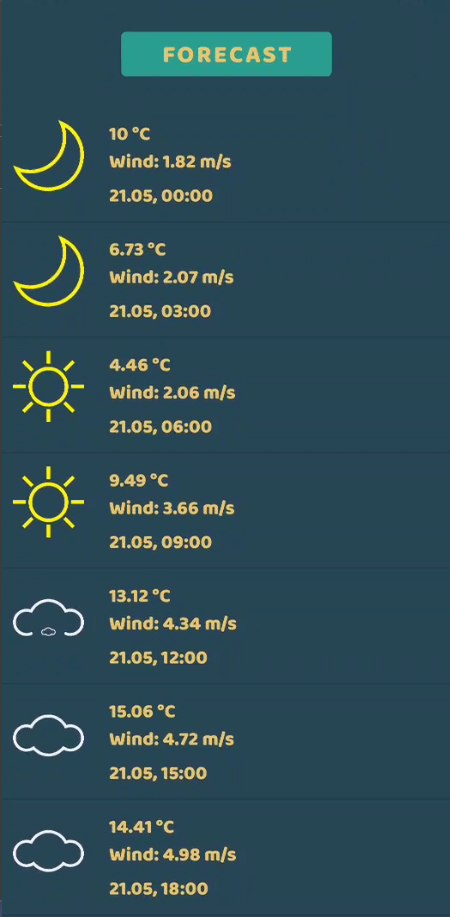 FORECAST
10 °C
Wind: 1.82 m/s
21.05, 00:00
6.73 °C
Wind: 2.07 m/s
21.05, 03:00
4.46 °C
Wind: 2.06 m/s
21.05, 06:00
9.49 °C
Wind: 3.66 m/s
21.05, 09:00
13.12 °C
Wind: 4.34 m/s
21.05, 12:00
15.06 °C
Wind: 4.72 m/s
21.05, 15:00
14.41 °C
Wind: 4.98 m/s
21.05, 18:00